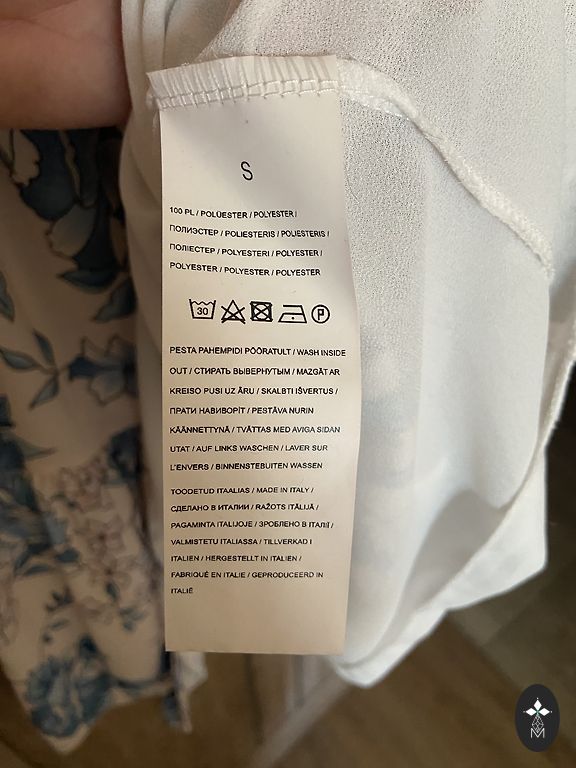 S
100 PL / POLÜESTER / POLYESTER /
ПОЛИЭСТЕР / POLIESTERIS / POLIESTERIS /
ПОЛІЕСТЕР / POLYESTERI / POLYESTER /
POLYESTER / POLYESTER / POLYESTER
30 P
PESTA PAHEMPIDI PÖÖRATULT / WASH INSIDE
OUT / СТИРАТЬ ВЫВЕРНУТЫМ / MAZGĀT AR
KREISO PUSI UZ ĀRU / SKALBTI IŠVERTUS /
ПРАТИ НАВИВОРІТ / PESTÄVÄ NURIN
KÄÄNNETTYNÄ / TVÄTTAS MED AVIGA SIDAN
UTAT / AUF LINKS WASCHEN / LAVER SUR
L'ENVERS / BINNENSTEBUITEN WASSEN
TOODETUD ITAALIAS / MADE IN ITALY /
СДЕЛАНО В ИТАЛИИ / RAŽOTS ITĀLIJĀ /
PAGAMINTA ITALIJOJE / ЗРОБЛЕНО В ІТАЛІЇ /
VALMISTETU ITALIASSA / TILLVERKAD I
ITALIEN / HERGESTELLT IN ITALIEN /
FABRIQUÉ EN ITALIE / GEPRODUCEERD IN
ITALIË
M